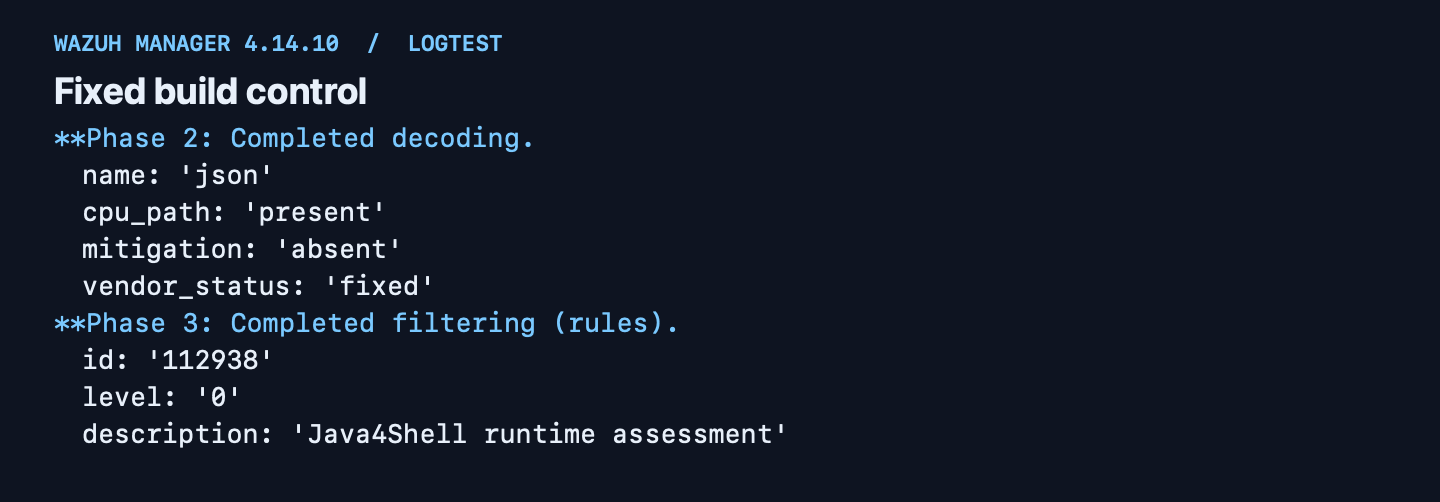 WAZUH MANAGER 4.14.10 / LOGTEST
Fixed build control
**Phase 2: Completed decoding.
name: 'json'
cpu_path: 'present'
mitigation: 'absent'
vendor_status: 'fixed'
**Phase 3: Completed filtering (rules).
id: '112938'
level: '0'
description: 'Java4Shell runtime assessment'